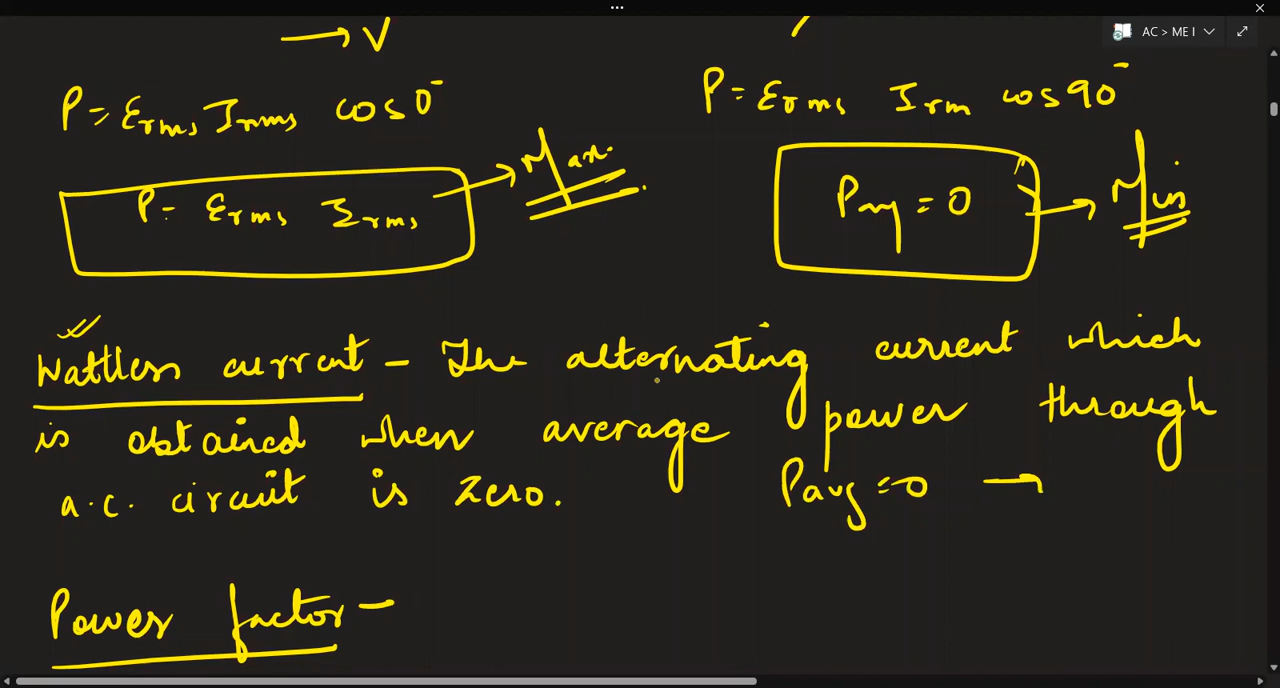 AC > ME I
→ V
P = Erms Irms cos 0°
P = Erms Irm cos 90°
P = Erms Irms → Max.
Pay = 0 → Min
Wattless current - The alternating current which
is obtained when average power through
a.c. circuit is zero. Pavg = 0 →
Power factor -